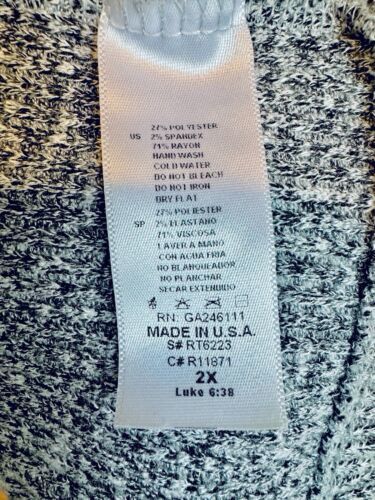 27% POLYESTER
US 2% SPANDEX
71% RAYON
HAND WASH
COLD WATER
DO NOT BLEACH
DO NOT IRON
DRY FLAT
27% POLIESTER
SP 2% ELASTANO
71% VISCOSA
LAVER A MANO
CON AGUA FRIA
NO BLANQUEADOR
NO PLANCHAR
SECAR EXTENDIDO
RN: GA246111
MADE IN U.S.A.
S# RT6223
C# R11871
2X
Luke 6:38